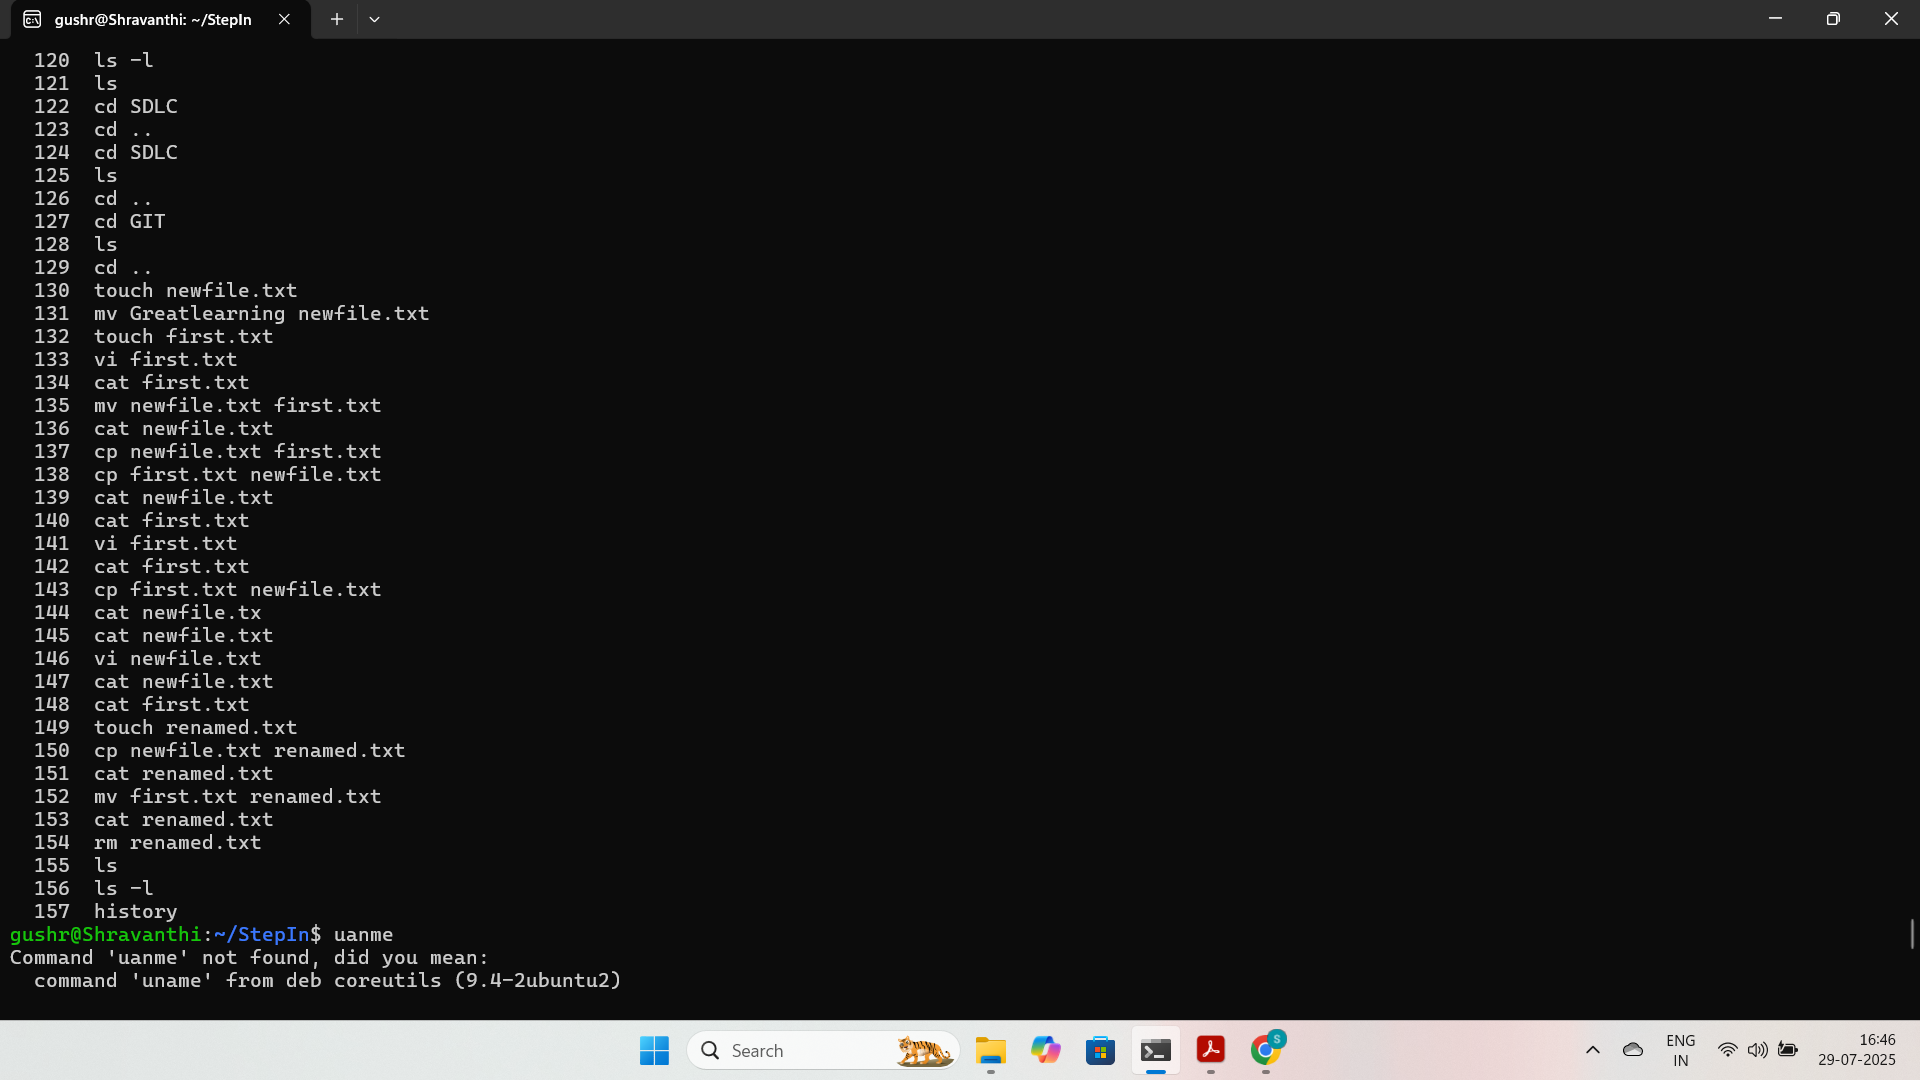 gushr@Shravanthi: ~/StepIn
120 ls -l
121 ls
122 cd SDLC
123 cd ..
124 cd SDLC
125 ls
126 cd ..
127 cd GIT
128 ls
129 cd ..
130 touch newfile.txt
131 mv Greatlearning newfile.txt
132 touch first.txt
133 vi first.txt
134 cat first.txt
135 mv newfile.txt first.txt
136 cat newfile.txt
137 cp newfile.txt first.txt
138 cp first.txt newfile.txt
139 cat newfile.txt
140 cat first.txt
141 vi first.txt
142 cat first.txt
143 cp first.txt newfile.txt
144 cat newfile.tx
145 cat newfile.txt
146 vi newfile.txt
147 cat newfile.txt
148 cat first.txt
149 touch renamed.txt
150 cp newfile.txt renamed.txt
151 cat renamed.txt
152 mv first.txt renamed.txt
153 cat renamed.txt
154 rm renamed.txt
155 ls
156 ls -l
157 history
gushr@Shravanthi:~/StepIn$ uanme
Command 'uanme' not found, did you mean:
command 'uname' from deb coreutils (9.4-2ubuntu2)
Search
S
ENG
IN
16:46
29-07-2025